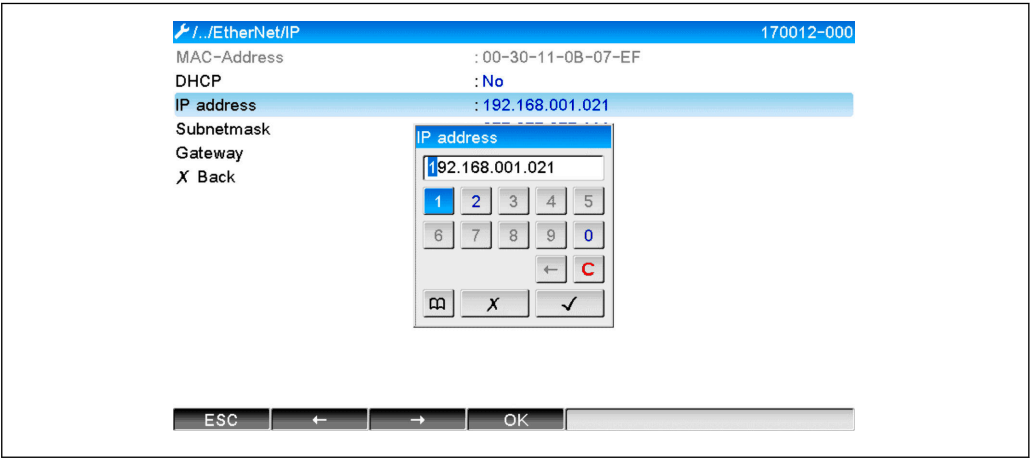 /../EtherNet/IP 170012-000
MAC-Address : 00-30-11-0B-07-EF
DHCP : No
IP address : 192.168.001.021
Subnetmask
Gateway
X Back
IP address
192.168.001.021
1 2 3 4 5
6 7 8 9 0
← C
X ✓
ESC ← → OK